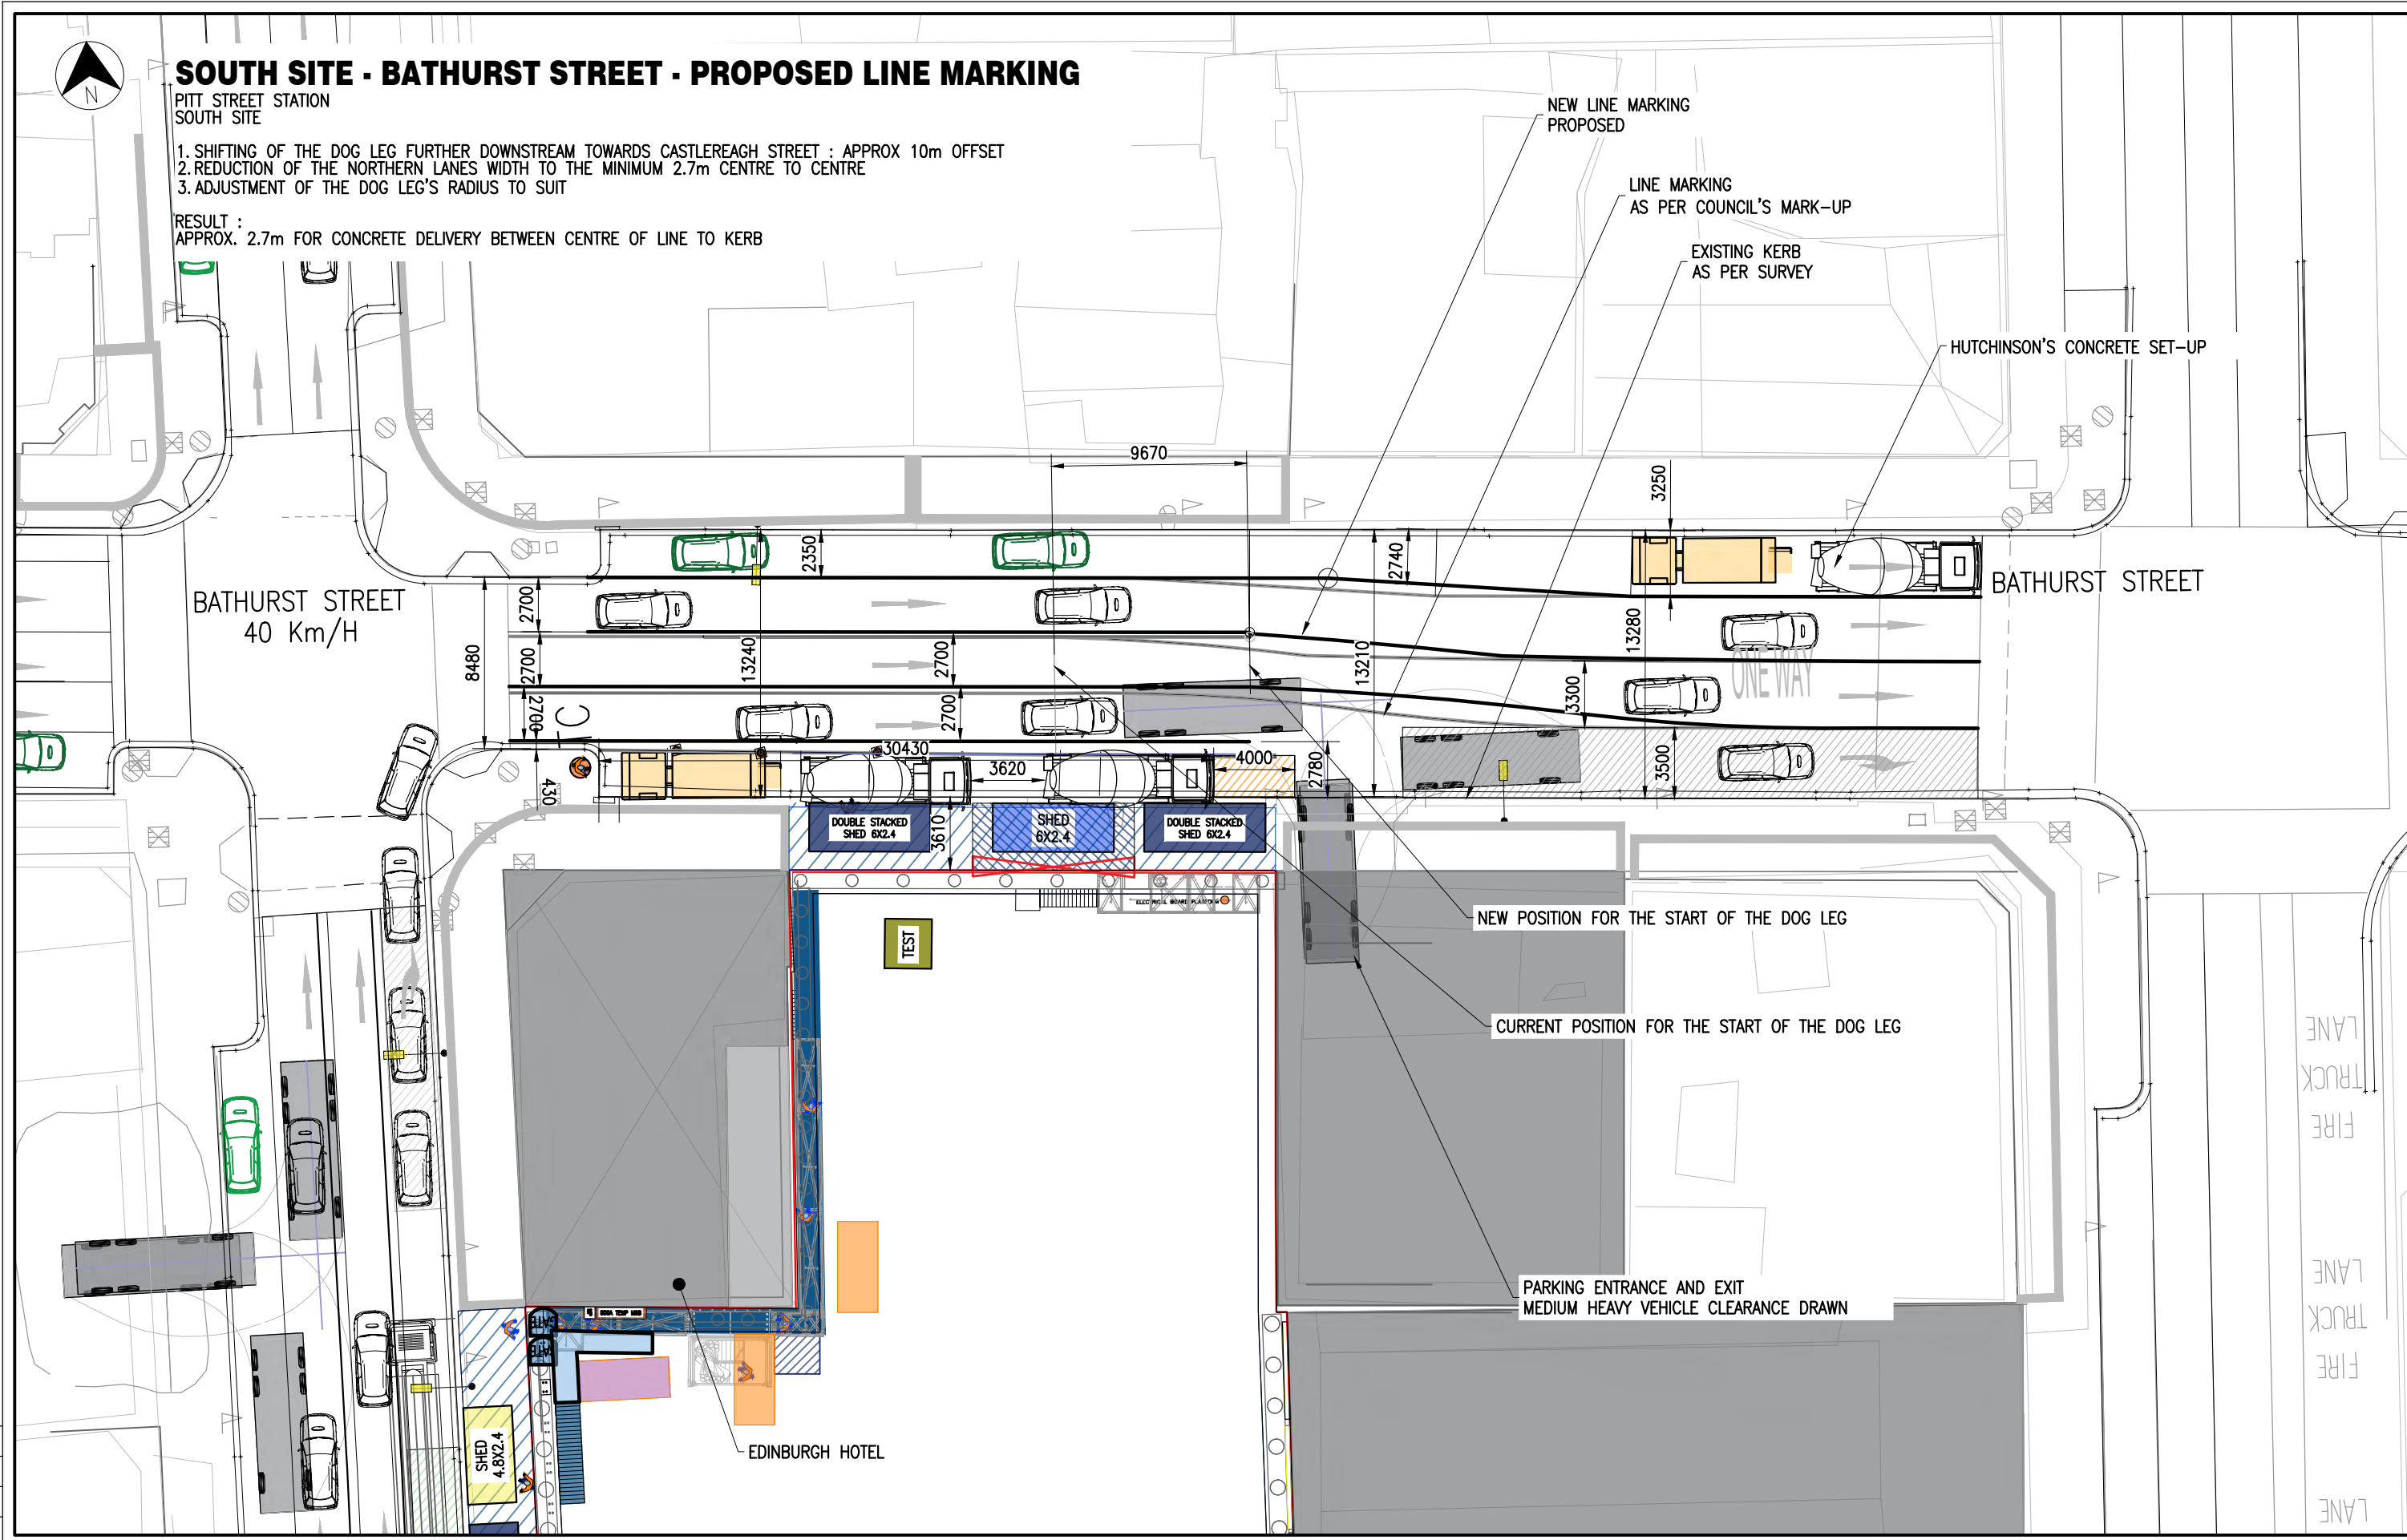 SOUTH SITE - BATHURST STREET - PROPOSED LINE MARKING
N
PITT STREET STATION
SOUTH SITE
1. SHIFTING OF THE DOG LEG FURTHER DOWNSTREAM TOWARDS CASTLEREAGH STREET : APPROX 10m OFFSET
2. REDUCTION OF THE NORTHERN LANES WIDTH TO THE MINIMUM 2.7m CENTRE TO CENTRE
3. ADJUSTMENT OF THE DOG LEG'S RADIUS TO SUIT
RESULT :
APPROX. 2.7m FOR CONCRETE DELIVERY BETWEEN CENTRE OF LINE TO KERB
NEW LINE MARKING
PROPOSED
LINE MARKING
AS PER COUNCIL'S MARK-UP
EXISTING KERB
AS PER SURVEY
HUTCHINSON'S CONCRETE SET-UP
9670
3250
2350
2740
BATHURST STREET
40 Km/H
BATHURST STREET
2700
8480
2700
2700
13240
2700
2700
13210
13280
3300
ONE WAY
3500
430
30430
3620
4000
2780
3610
DOUBLE STACKED
SHED 6X2.4
SHED
6X2.4
DOUBLE STACKED
SHED 6X2.4
ELECTRICAL BOARD PLATFORM
TEST
NEW POSITION FOR THE START OF THE DOG LEG
CURRENT POSITION FOR THE START OF THE DOG LEG
PARKING ENTRANCE AND EXIT
MEDIUM HEAVY VEHICLE CLEARANCE DRAWN
EDINBURGH HOTEL
GATE
GATE
SHED
4.8X2.4
LANE
TRUCK
FIRE
LANE
TRUCK
FIRE
LANE